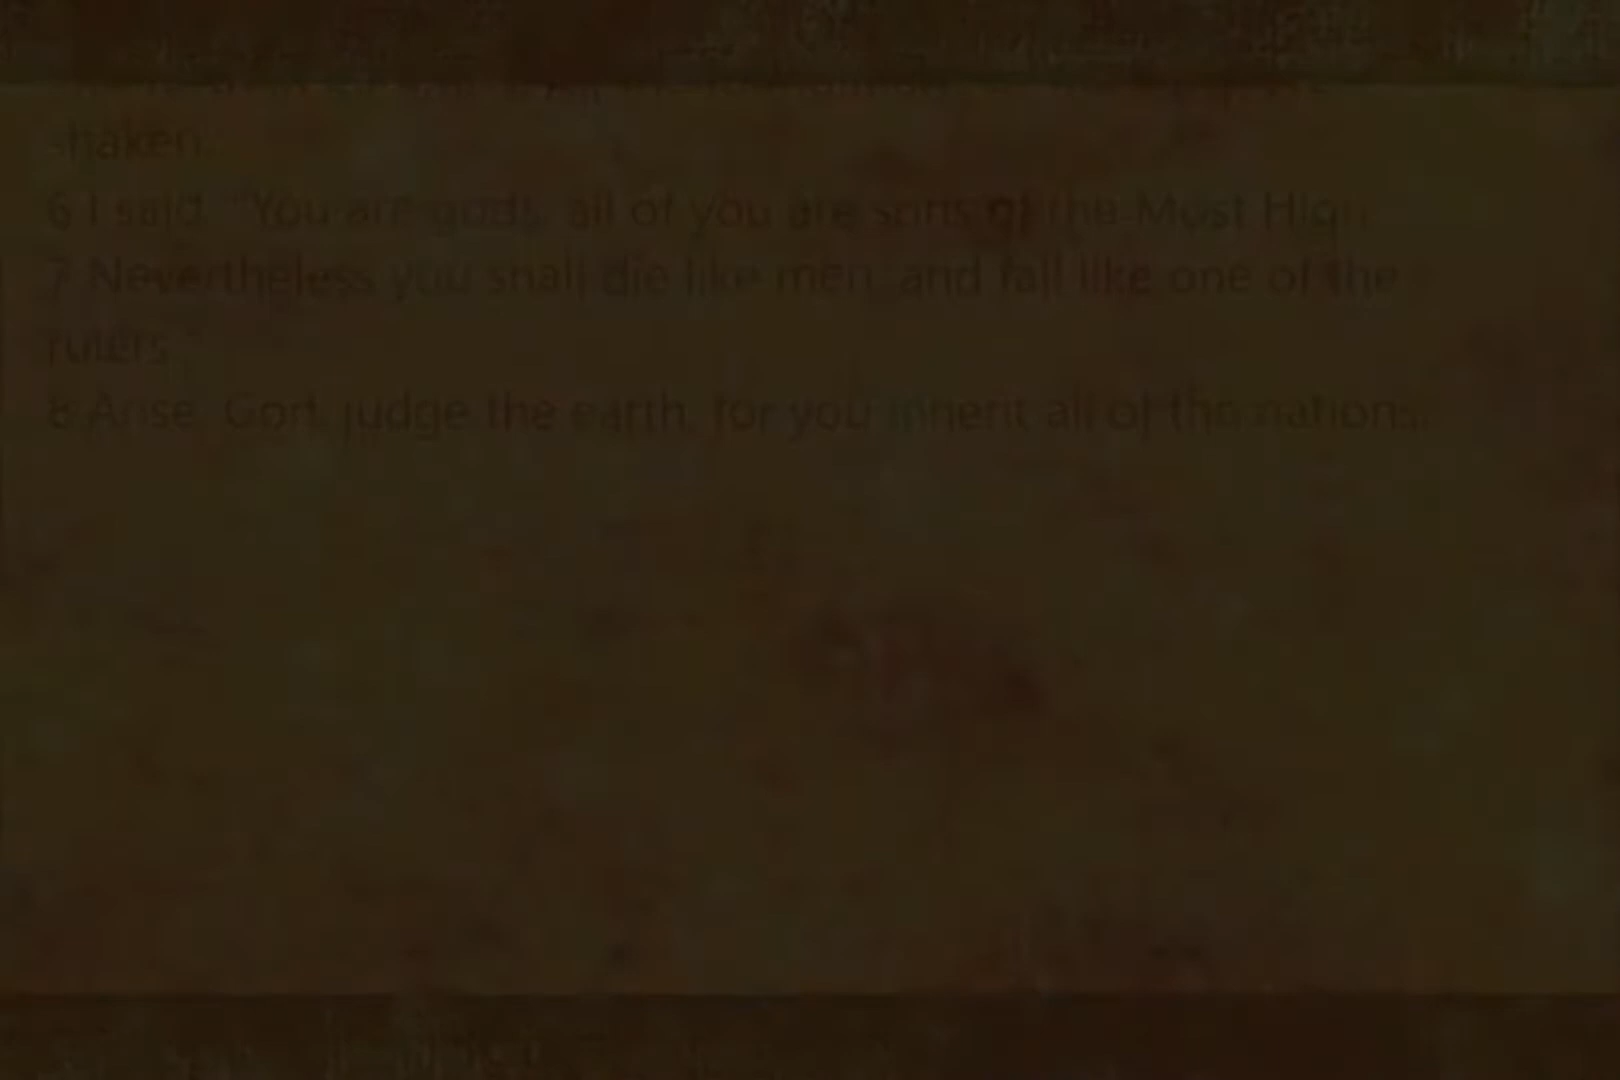 shaken.
6 I said, "You are gods, all of you are sons of the Most High.
7 Nevertheless you shall die like men, and fall like one of the
rulers."
8 Arise, God, judge the earth, for you inherit all of the nations.